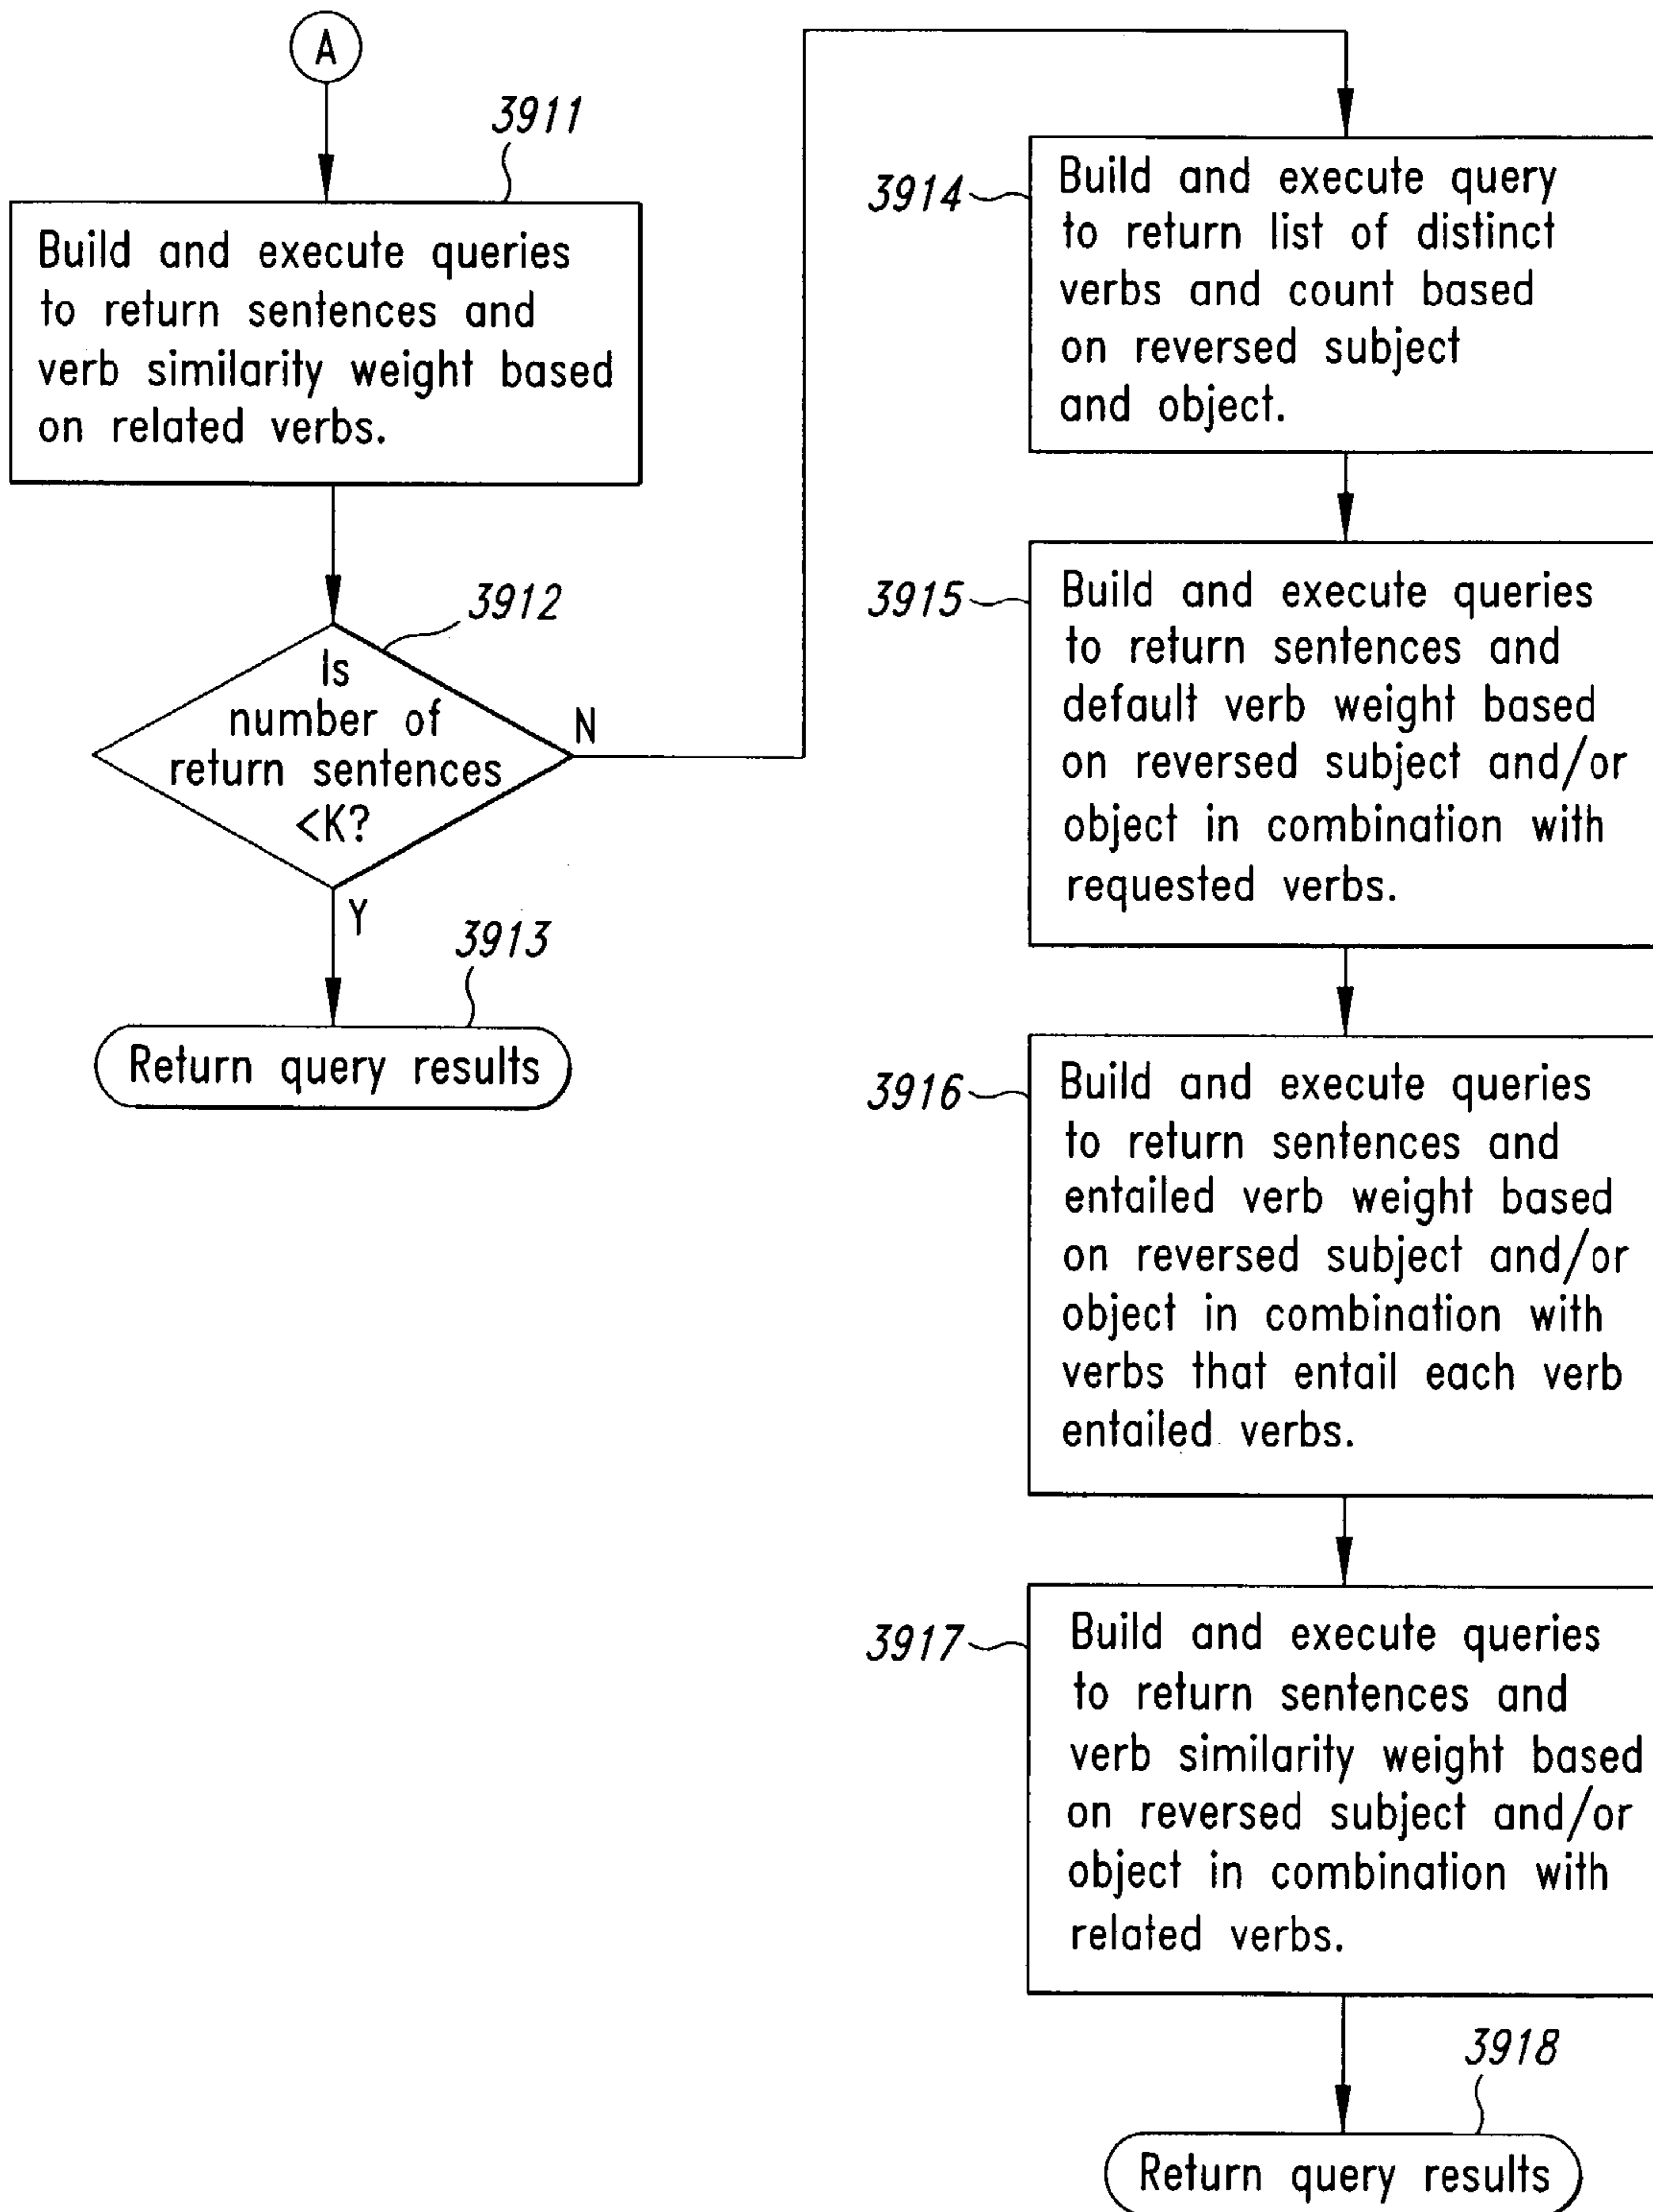 A
3911
Build and execute queries
to return sentences and
verb similarity weight based
on related verbs.
3912
Is
number of
return sentences
<K?
N
Y
3913
Return query results
3914
Build and execute query
to return list of distinct
verbs and count based
on reversed subject
and object.
3915
Build and execute queries
to return sentences and
default verb weight based
on reversed subject and/or
object in combination with
requested verbs.
3916
Build and execute queries
to return sentences and
entailed verb weight based
on reversed subject and/or
object in combination with
verbs that entail each verb
entailed verbs.
3917
Build and execute queries
to return sentences and
verb similarity weight based
on reversed subject and/or
object in combination with
related verbs.
3918
Return query results